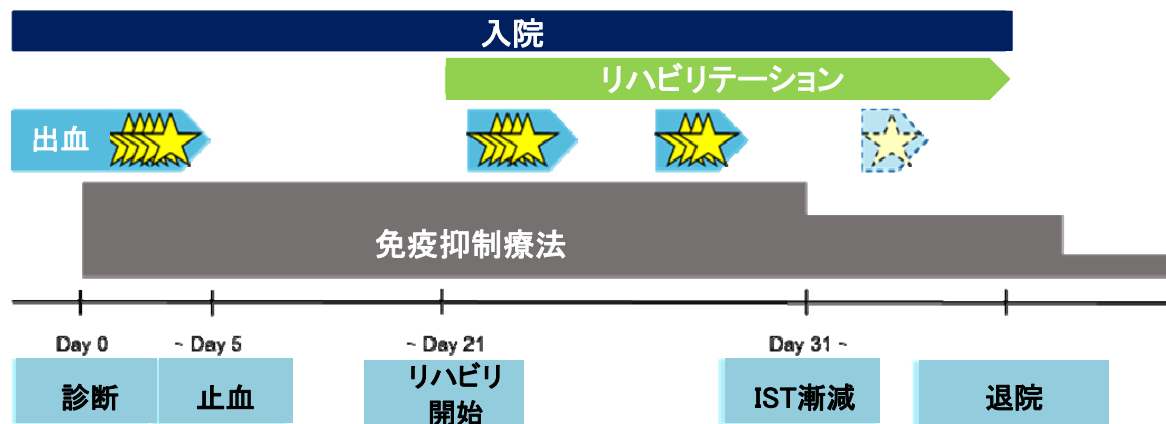 入院
リハビリテーション
出血
免疫抑制療法
Day 0
~ Day 5
~ Day 21
Day 31 ~
診断
止血
リハビリ
開始
IST漸減
退院